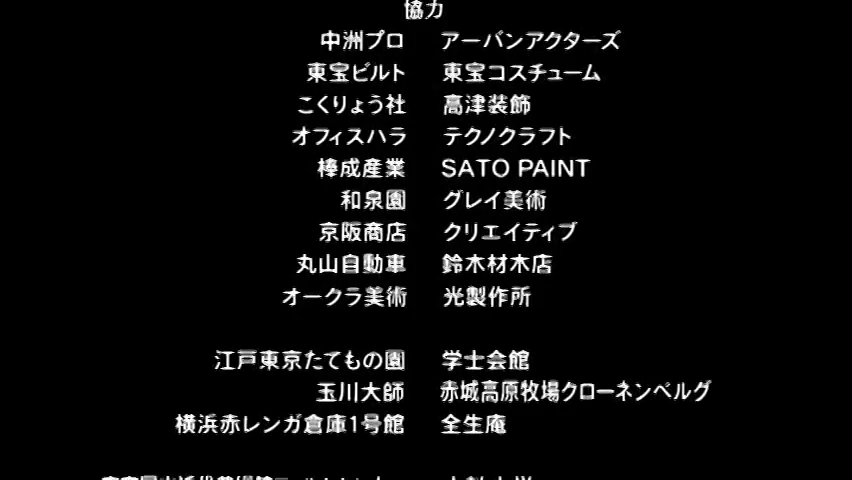 協力
中洲プロ アーバンアクターズ
東宝ビルト 東宝コスチューム
こくりょう社 高津装飾
オフィスハラ テクノクラフト
棒成産業 SATO PAINT
和泉園 グレイ美術
京阪商店 クリエイティブ
丸山自動車 鈴木材木店
オークラ美術 光製作所
江戸東京たてもの園 学士会館
玉川大師 赤城高原牧場クローネンベルグ
横浜赤レンガ倉庫1号館 全生庵